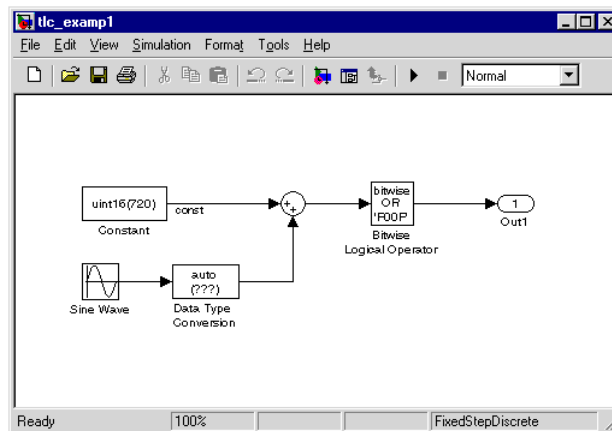 tlc_examp1
File Edit View Simulation Format Tools Help
Normal
uint16(720)
const
Constant
+
+
bitwise
OR
'F00F'
Bitwise
Logical Operator
1
Out1
Sine Wave
auto
(???)
Data Type
Conversion
Ready 100% FixedStepDiscrete